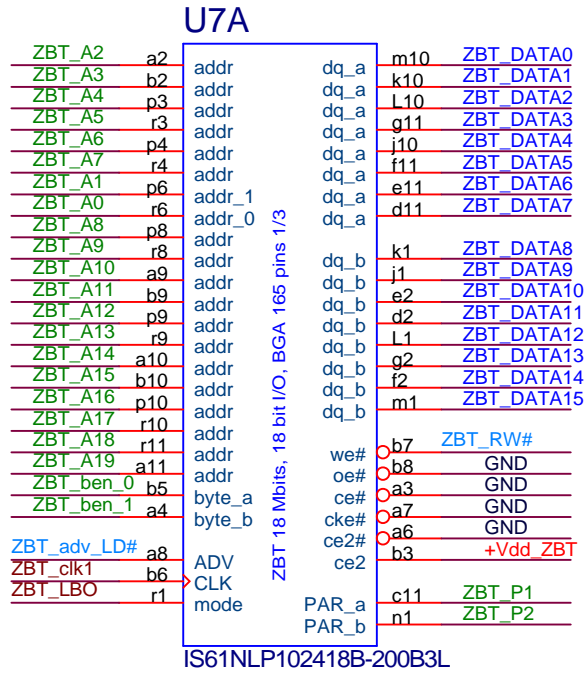 U7A
ZBT_A2 a2 addr dq_a m10 ZBT_DATA0
ZBT_A3 b2 addr dq_a k10 ZBT_DATA1
ZBT_A4 p3 addr dq_a L10 ZBT_DATA2
ZBT_A5 r3 addr dq_a g11 ZBT_DATA3
ZBT_A6 p4 addr dq_a j10 ZBT_DATA4
ZBT_A7 r4 addr dq_a f11 ZBT_DATA5
ZBT_A1 p6 addr_1 dq_a e11 ZBT_DATA6
ZBT_A0 r6 addr_0 dq_a d11 ZBT_DATA7
ZBT_A8 p8 addr
ZBT_A9 r8 addr dq_b k1 ZBT_DATA8
ZBT_A10 a9 addr dq_b j1 ZBT_DATA9
ZBT_A11 b9 addr dq_b e2 ZBT_DATA10
ZBT_A12 p9 addr dq_b d2 ZBT_DATA11
ZBT_A13 r9 addr dq_b L1 ZBT_DATA12
ZBT_A14 a10 addr dq_b g2 ZBT_DATA13
ZBT_A15 b10 addr dq_b f2 ZBT_DATA14
ZBT_A16 p10 addr dq_b m1 ZBT_DATA15
ZBT_A17 r10 addr
ZBT_A18 r11 addr we# b7 ZBT_RW#
ZBT_A19 a11 addr oe# b8 GND
ZBT_ben_0 b5 byte_a ce# a3 GND
ZBT_ben_1 a4 byte_b cke# a7 GND
ce2# a6 GND
ZBT_adv_LD# a8 ADV ce2 b3 +Vdd_ZBT
ZBT_clk1 b6 CLK
ZBT_LBO r1 mode PAR_a c11 ZBT_P1
PAR_b n1 ZBT_P2
ZBT 18 Mbits, 18 bit I/O, BGA 165 pins 1/3
IS61NLP102418B-200B3L